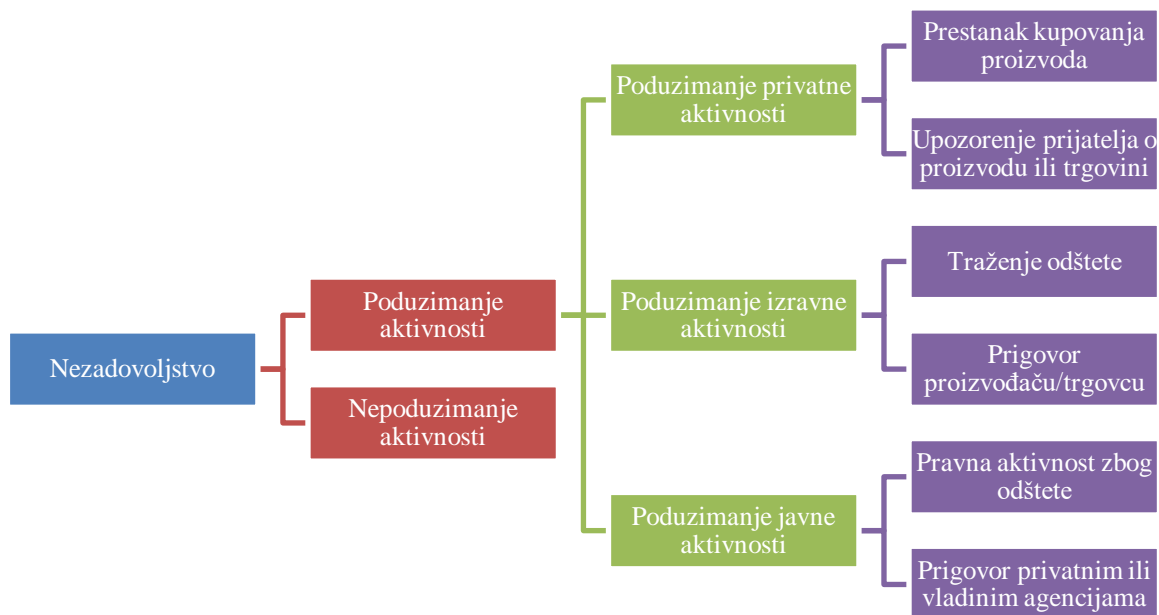 Prestanak kupovanja
proizvoda
Poduzimanje privatne
aktivnosti
Upozorenje prijatelja o
proizvodu ili trgovini
Traženje odštete
Poduzimanje
aktivnosti
Poduzimanje izravne
aktivnosti
Nezadovoljstvo
Prigovor
proizvođaču/trgovcu
Nepoduzimanje
aktivnosti
Pravna aktivnost zbog
odštete
Poduzimanje javne
aktivnosti
Prigovor privatnim ili
vladinim agencijama